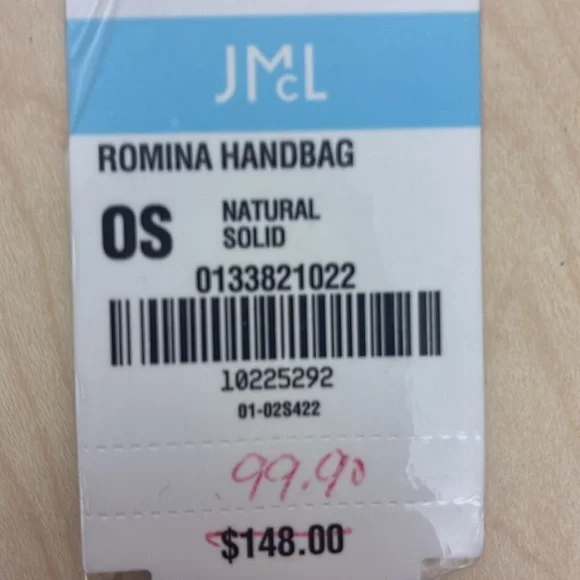 JMcL
ROMINA HANDBAG
OS
NATURAL
SOLID
0133821022
10225292
01-02S422
99.90
$148.00